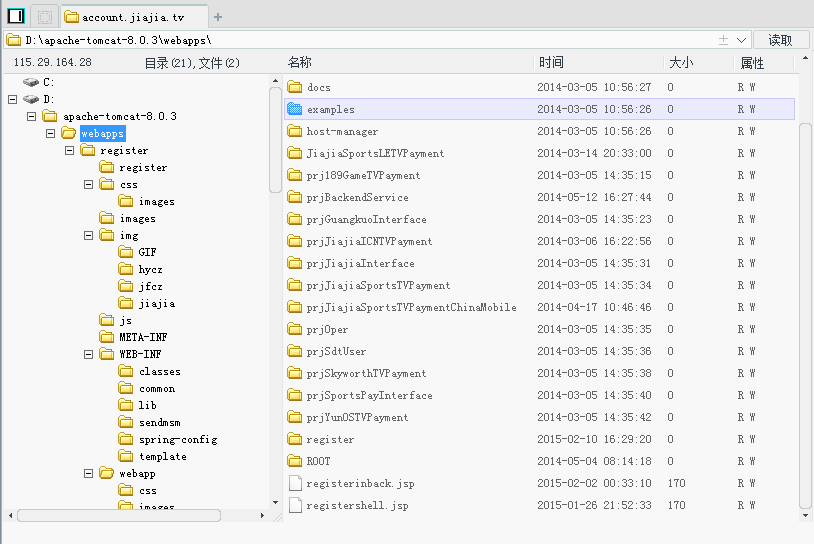 account.jiajia.tv
D:\apache-tomcat-8.0.3\webapps\ 读取
115.29.164.28 目录(21),文件(2) 名称 时间 大小 属性
C:
D:
apache-tomcat-8.0.3
webapps
register
register
css
images
images
img
GIF
hycz
jfcz
jiajia
js
META-INF
WEB-INF
classes
common
lib
sendmsm
spring-config
template
webapp
css
images
docs 2014-03-05 10:56:27 0 R W
examples 2014-03-05 10:56:26 0 R W
host-manager 2014-03-05 10:56:26 0 R W
JiajiaSportsLETVPayment 2014-03-14 20:33:00 0 R W
prj189GameTVPayment 2014-03-05 14:35:15 0 R W
prjBackendService 2014-05-12 16:27:44 0 R W
prjGuangkuoInterface 2014-03-05 14:35:23 0 R W
prjJiajiaICNTVPayment 2014-03-06 16:22:56 0 R W
prjJiajiaInterface 2014-03-05 14:35:31 0 R W
prjJiajiaSportsTVPayment 2014-03-05 14:35:34 0 R W
prjJiajiaSportsTVPaymentChinaMobile 2014-04-17 10:46:46 0 R W
prjOper 2014-03-05 14:35:35 0 R W
prjSdtUser 2014-03-05 14:35:36 0 R W
prjSkyworthTVPayment 2014-03-05 14:35:38 0 R W
prjSportsPayInterface 2014-03-05 14:35:40 0 R W
prjYunOSTVPayment 2014-03-05 14:35:42 0 R W
register 2015-02-10 16:29:20 0 R W
ROOT 2014-05-04 08:14:18 0 R W
registerinback.jsp 2015-02-02 00:33:10 170 R W
registershell.jsp 2015-01-26 21:52:33 170 R W